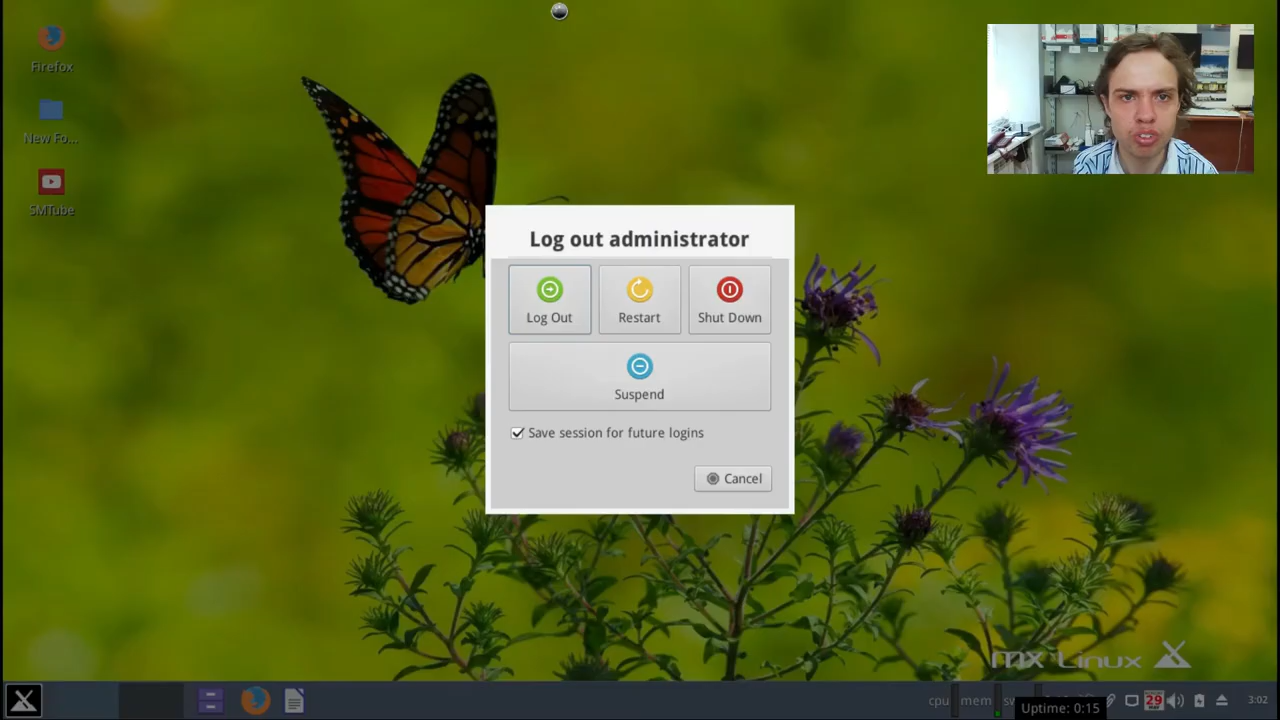 Firefox
New Fo...
SMTube
Log out administrator
Log Out
Restart
Shut Down
Suspend
Save session for future logins
Cancel
MX Linux
cpu
mem
29
3:02
Uptime: 0:15